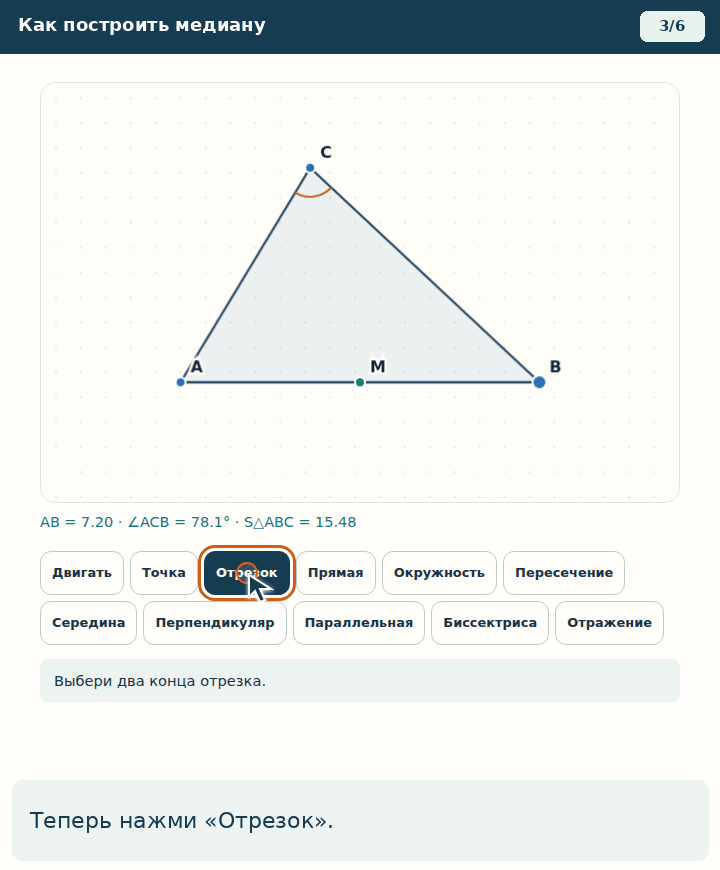 Как построить медиану
3/6
C
A
M
B
AB = 7.20 · ∠ACB = 78.1° · S△ABC = 15.48
Двигать Точка Отрезок Прямая Окружность Пересечение
Середина Перпендикуляр Параллельная Биссектриса Отражение
Выбери два конца отрезка.
Теперь нажми «Отрезок».